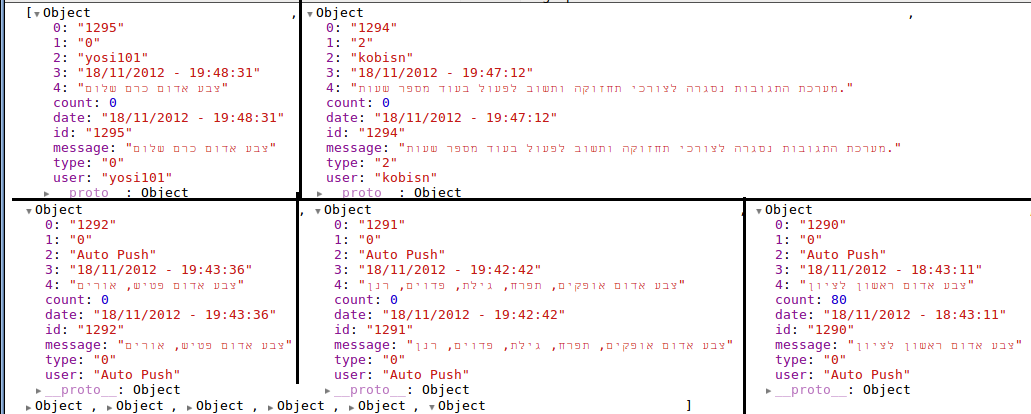 [▼Object ,
0: "1295"
1: "0"
2: "yosi101"
3: "18/11/2012 - 19:48:31"
4: "צבע אדום כרם שלום"
count: 0
date: "18/11/2012 - 19:48:31"
id: "1295"
message: "צבע אדום כרם שלום"
type: "0"
user: "yosi101"
▶ __proto__: Object
▼Object ,
0: "1294"
1: "2"
2: "kobisn"
3: "18/11/2012 - 19:47:12"
4: "מערכת התגובות נסגרה לצורכי תחזוקה ותשוב לפעול בעוד מספר שעות."
count: 0
date: "18/11/2012 - 19:47:12"
id: "1294"
message: "מערכת התגובות נסגרה לצורכי תחזוקה ותשוב לפעול בעוד מספר שעות."
type: "2"
user: "kobisn"
▶ __proto__: Object
▼Object ,
0: "1292"
1: "0"
2: "Auto Push"
3: "18/11/2012 - 19:43:36"
4: "צבע אדום פטיש, אורים"
count: 0
date: "18/11/2012 - 19:43:36"
id: "1292"
message: "צבע אדום פטיש, אורים"
type: "0"
user: "Auto Push"
▶__proto__: Object
▼Object ,
0: "1291"
1: "0"
2: "Auto Push"
3: "18/11/2012 - 19:42:42"
4: "צבע אדום אופקים, תפרח, גילת, פדוים, רנן"
count: 0
date: "18/11/2012 - 19:42:42"
id: "1291"
message: "צבע אדום אופקים, תפרח, גילת, פדוים, רנן"
type: "0"
user: "Auto Push"
▶__proto__: Object
▼Object ,
0: "1290"
1: "0"
2: "Auto Push"
3: "18/11/2012 - 18:43:11"
4: "צבע אדום ראשון לציון"
count: 80
date: "18/11/2012 - 18:43:11"
id: "1290"
message: "צבע אדום ראשון לציון"
type: "0"
user: "Auto Push"
▶__proto__: Object
▶Object , ▶Object , ▶Object , ▶Object , ▶Object , ▼Object ]